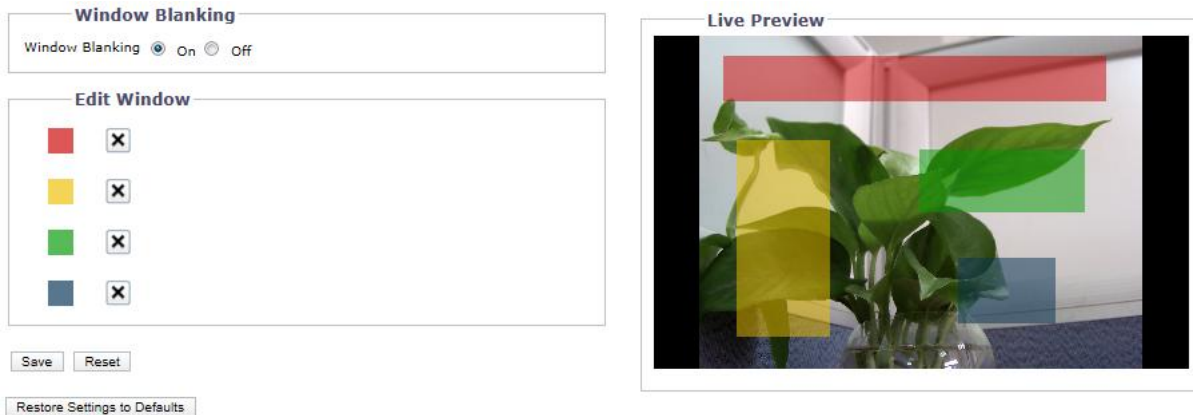 Window Blanking
Window Blanking On Off
Edit Window
Save Reset
Restore Settings to Defaults
Live Preview